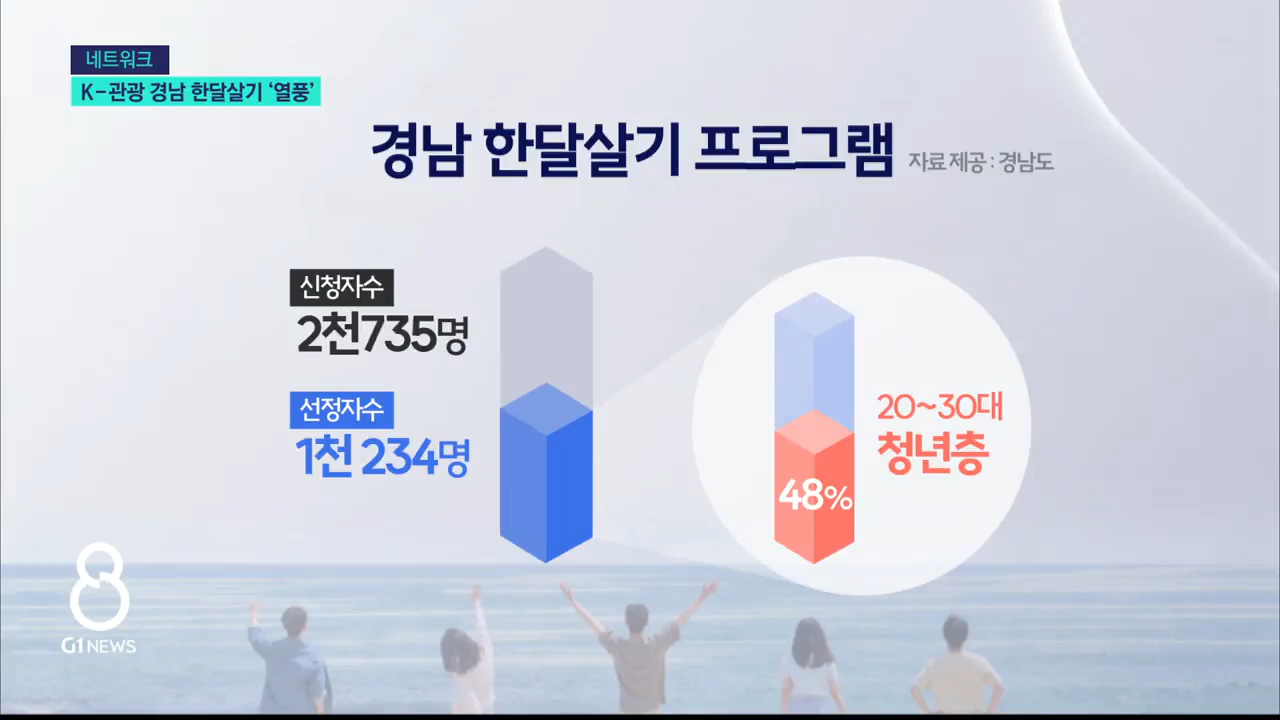 네트워크
K-관광 경남 한달살기 ‘열풍’
경남 한달살기 프로그램 자료 제공 : 경남도
신청자수
2천735명
선정자수
1천 234명
20~30대
청년층
48%
8
G1 NEWS